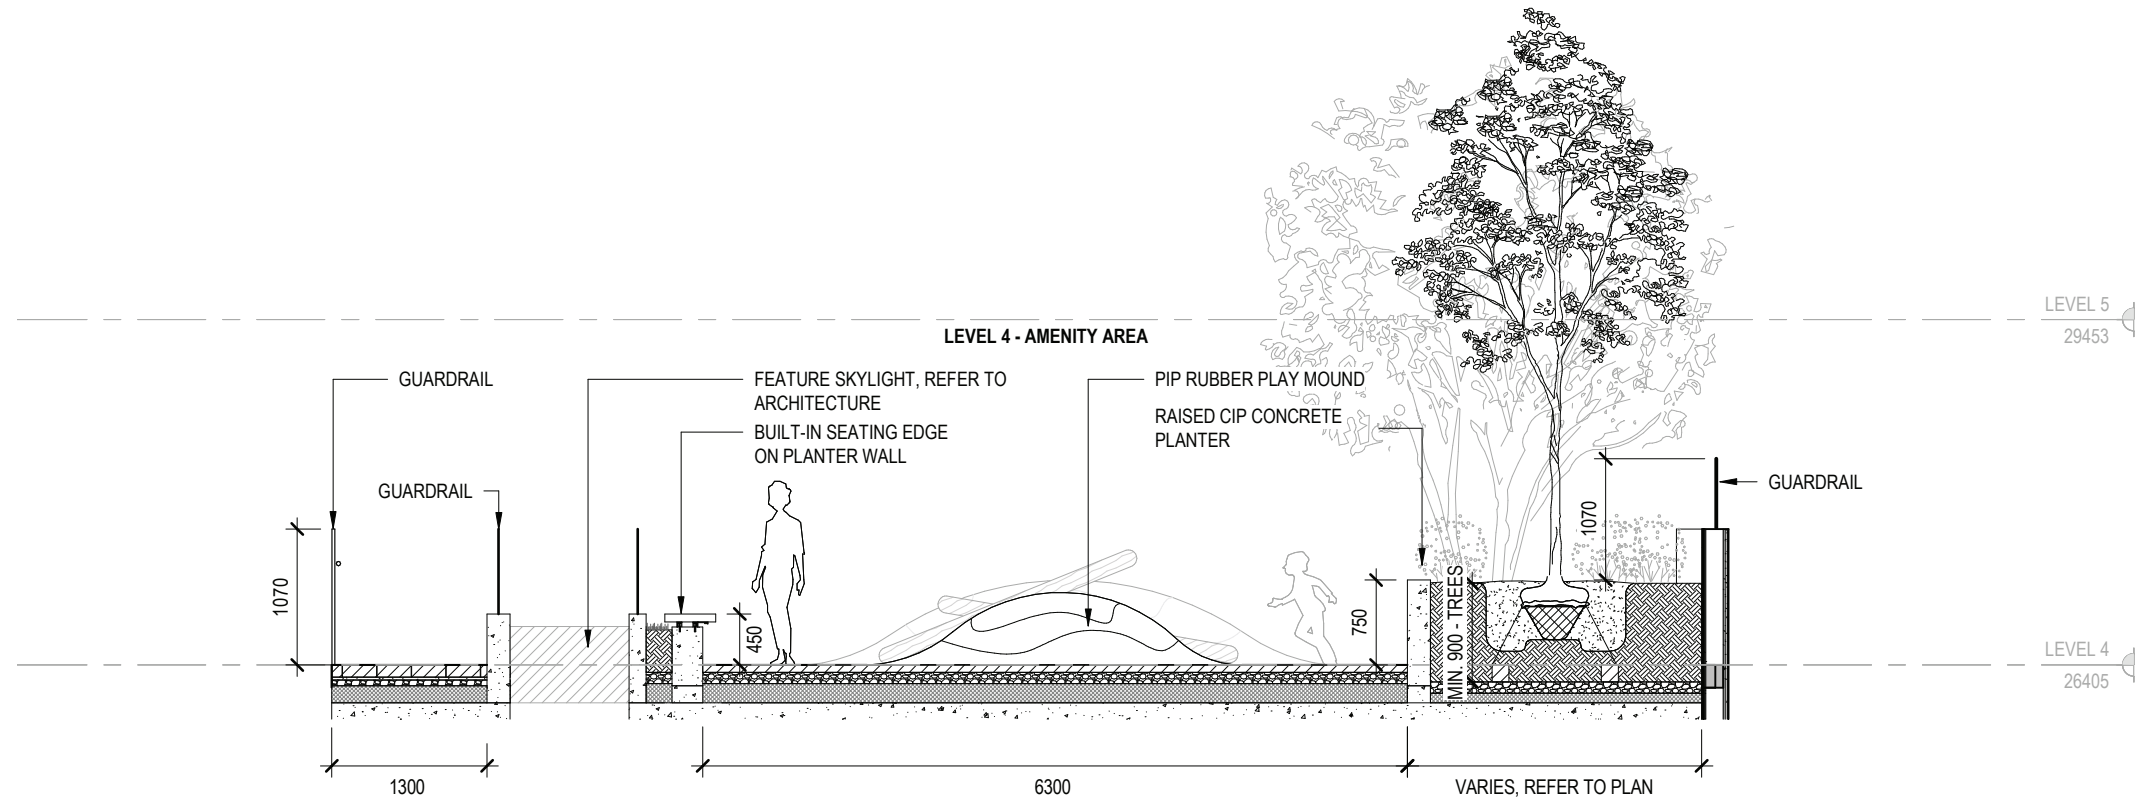 LEVEL 5
29453
LEVEL 4 - AMENITY AREA
GUARDRAIL
FEATURE SKYLIGHT, REFER TO
ARCHITECTURE
BUILT-IN SEATING EDGE
ON PLANTER WALL
PIP RUBBER PLAY MOUND
RAISED CIP CONCRETE
PLANTER
GUARDRAIL
GUARDRAIL
1070
1070
450
750
MIN. 900 - TREES
LEVEL 4
26405
1300
6300
VARIES, REFER TO PLAN